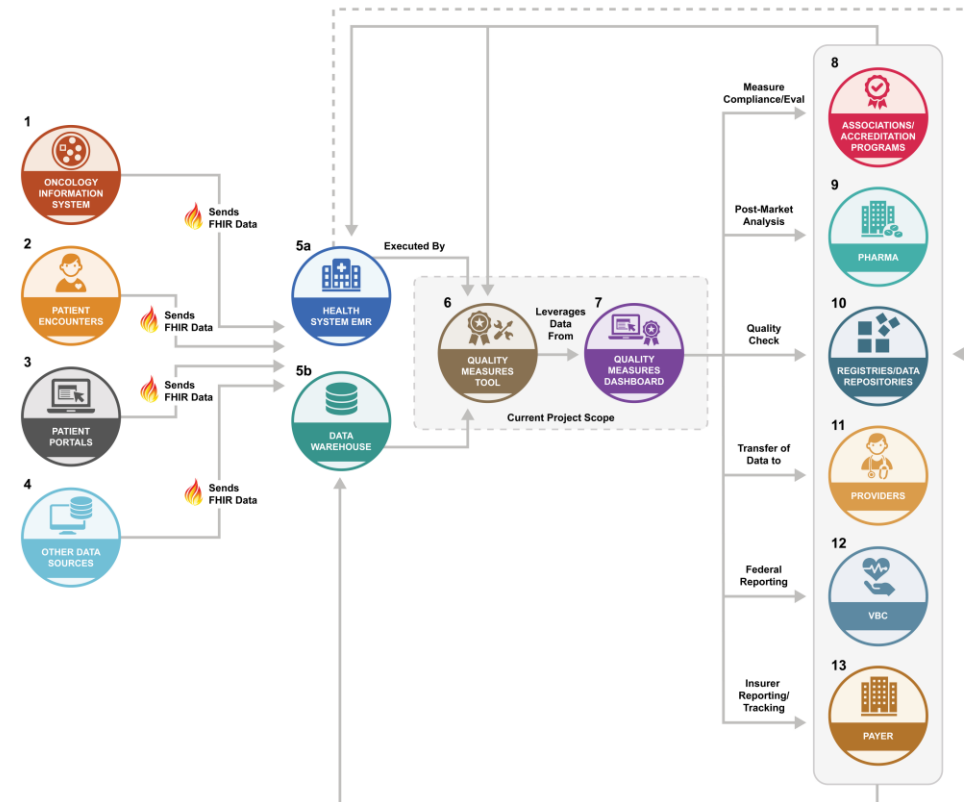 1
ONCOLOGY
INFORMATION
SYSTEM
Sends
FHIR Data
2
PATIENT
ENCOUNTERS
Sends
FHIR Data
3
PATIENT
PORTALS
Sends
FHIR Data
4
OTHER DATA
SOURCES
Sends
FHIR Data
5a
HEALTH
SYSTEM EMR
Executed By
5b
DATA
WAREHOUSE
6
QUALITY
MEASURES
TOOL
Leverages
Data
From
7
QUALITY
MEASURES
DASHBOARD
Current Project Scope
Measure
Compliance/Eval
8
ASSOCIATIONS/
ACCREDITATION
PROGRAMS
Post-Market
Analysis
9
PHARMA
Quality
Check
10
REGISTRIES/DATA
REPOSITORIES
Transfer of
Data to
11
PROVIDERS
Federal
Reporting
12
VBC
Insurer
Reporting/
Tracking
13
PAYER